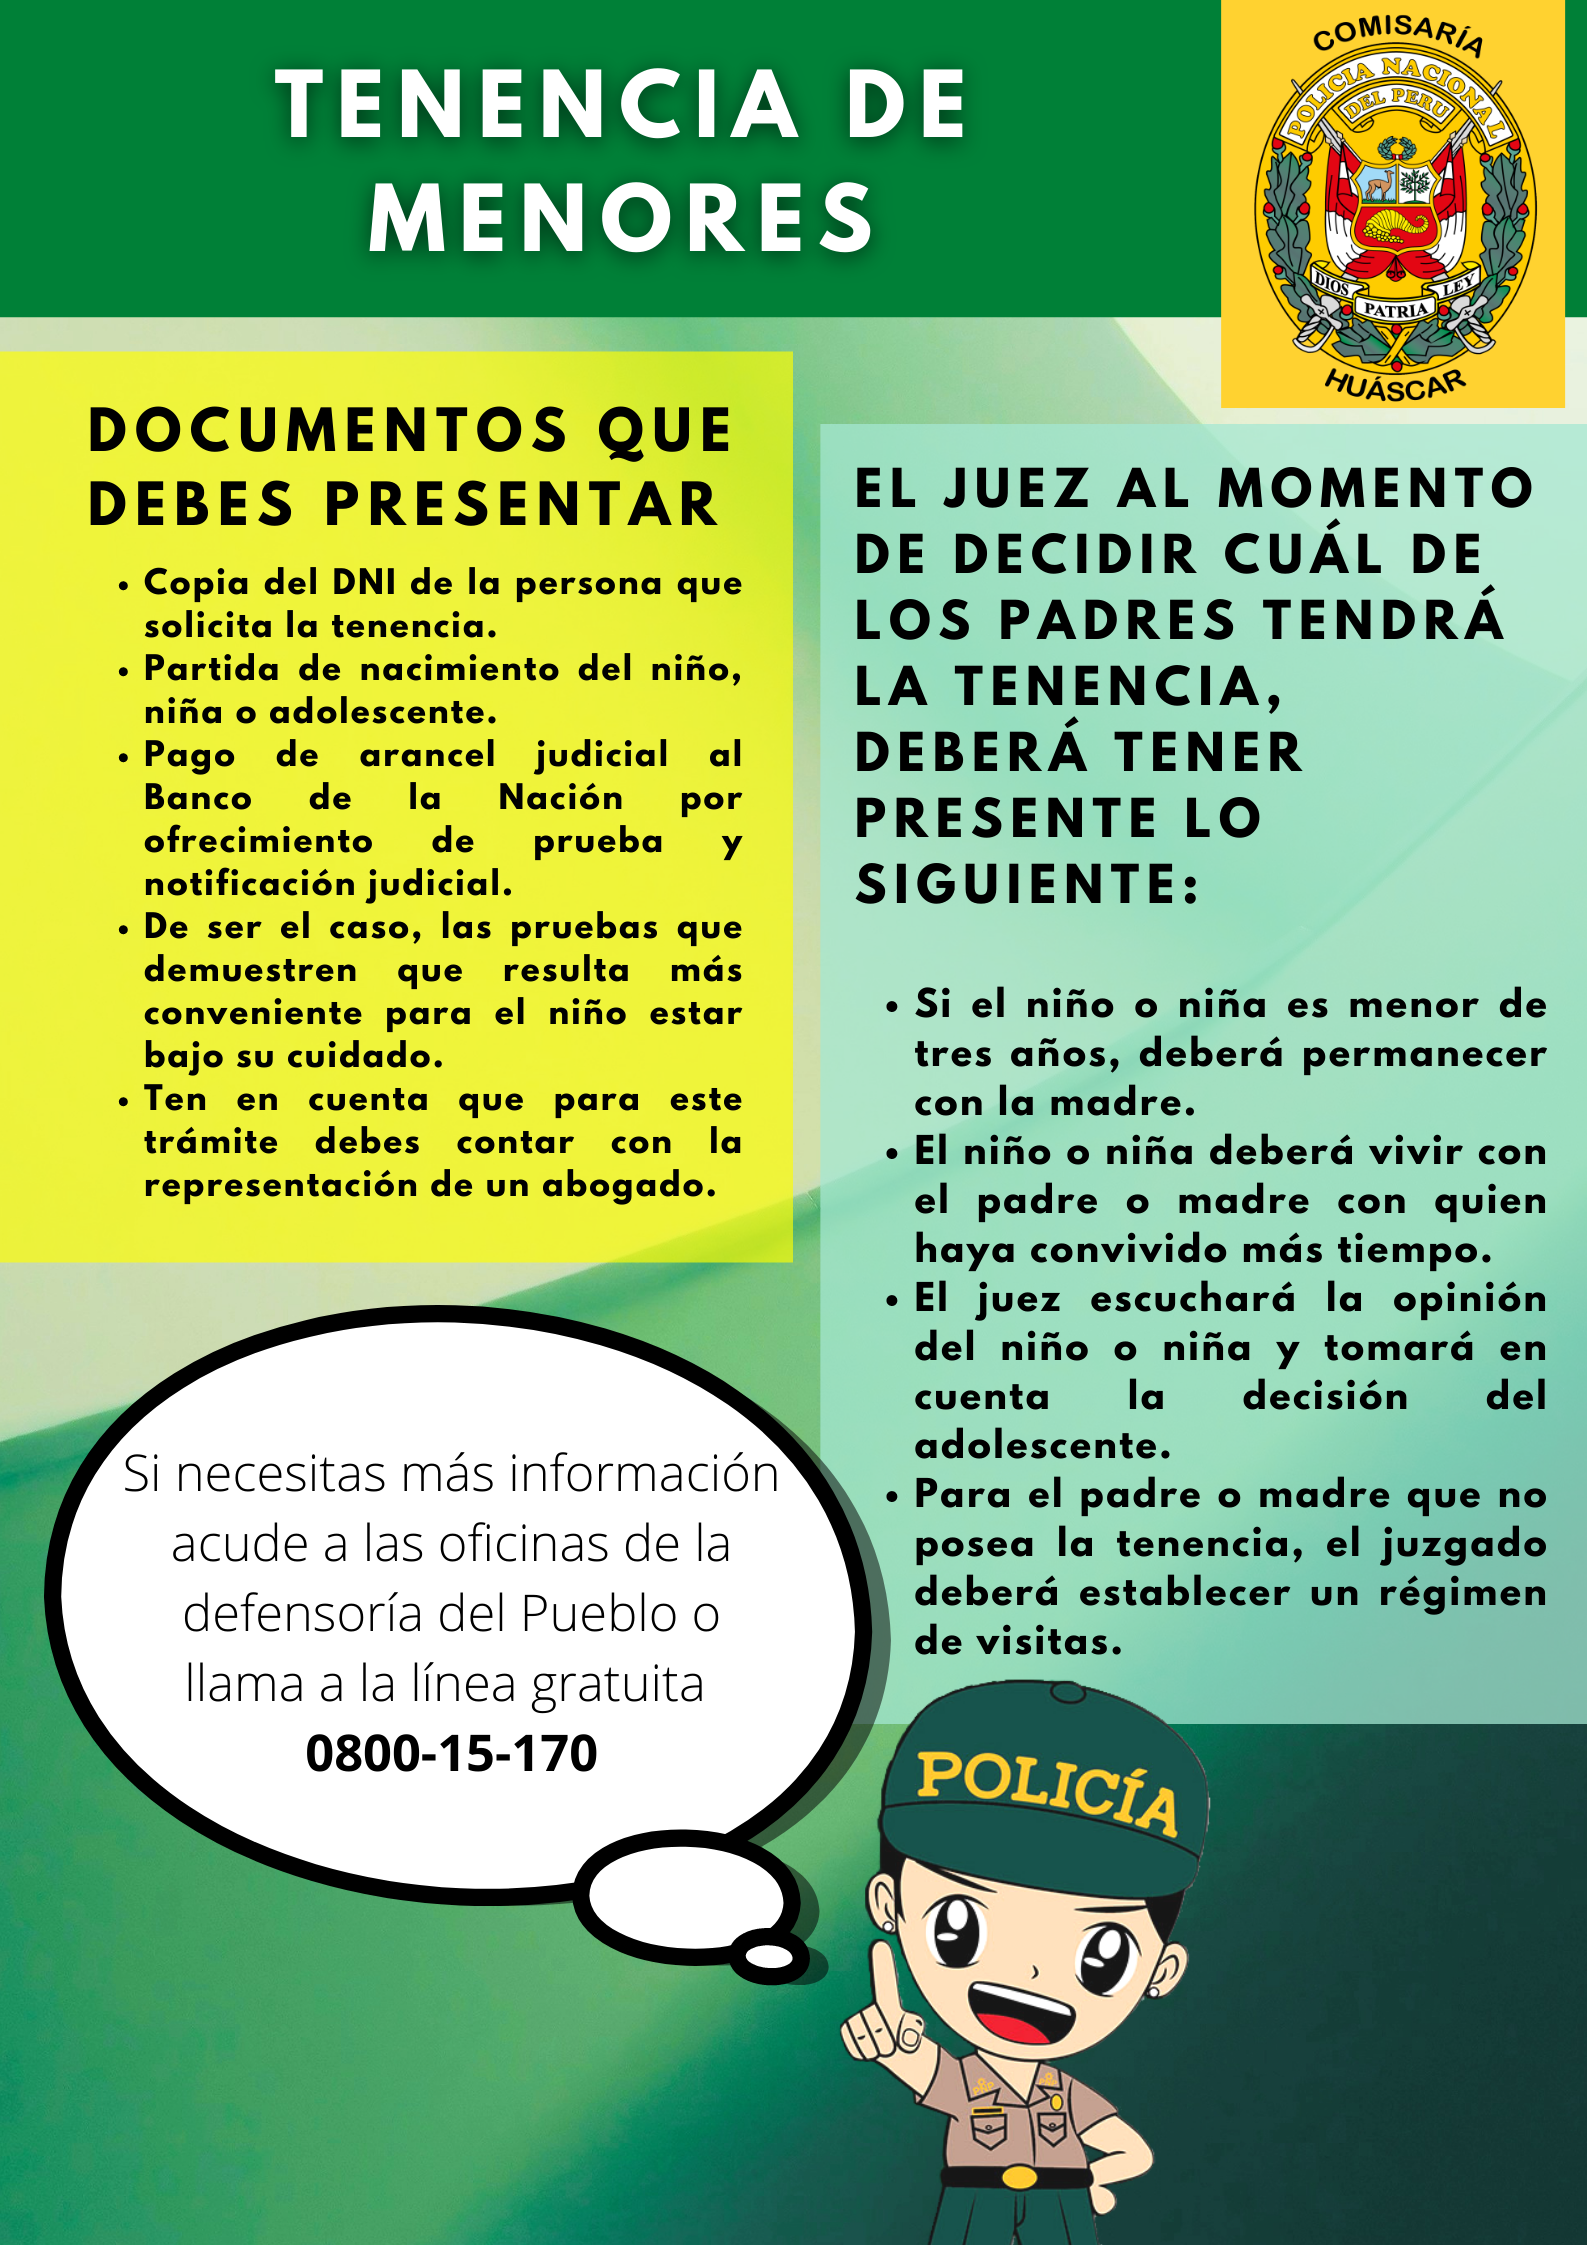 TENENCIA DE
MENORES
COMISARÍA
POLICIA NACIONAL
DEL PERU
DIOS
PATRIA
LEY
HUÁSCAR
DOCUMENTOS QUE
DEBES PRESENTAR
• Copia del DNI de la persona que
solicita la tenencia.
• Partida de nacimiento del niño,
niña o adolescente.
• Pago de arancel judicial al
Banco de la Nación por
ofrecimiento de prueba y
notificación judicial.
• De ser el caso, las pruebas que
demuestren que resulta más
conveniente para el niño estar
bajo su cuidado.
• Ten en cuenta que para este
trámite debes contar con la
representación de un abogado.
EL JUEZ AL MOMENTO
DE DECIDIR CUÁL DE
LOS PADRES TENDRÁ
LA TENENCIA,
DEBERÁ TENER
PRESENTE LO
SIGUIENTE:
• Si el niño o niña es menor de
tres años, deberá permanecer
con la madre.
• El niño o niña deberá vivir con
el padre o madre con quien
haya convivido más tiempo.
• El juez escuchará la opinión
del niño o niña y tomará en
cuenta la decisión del
adolescente.
• Para el padre o madre que no
posea la tenencia, el juzgado
deberá establecer un régimen
de visitas.
Si necesitas más información
acude a las oficinas de la
defensoría del Pueblo o
llama a la línea gratuita
0800-15-170
POLICÍA
PNP
PNP